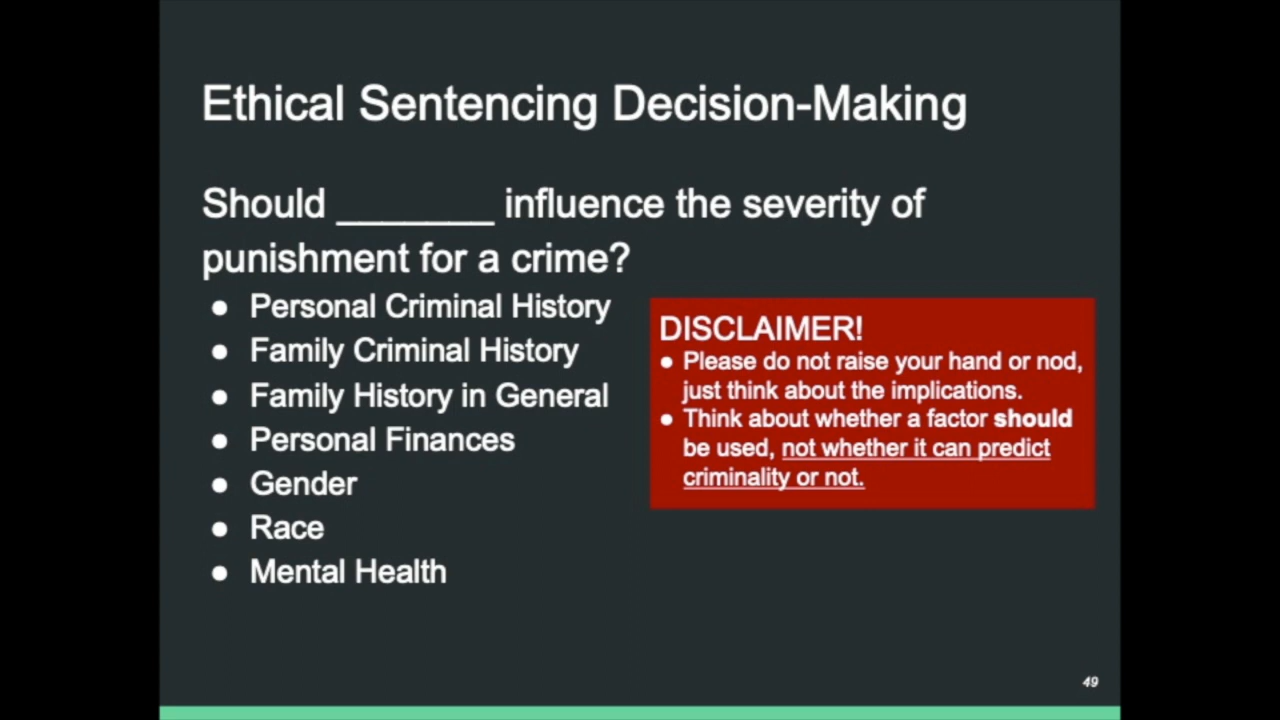 Ethical Sentencing Decision-Making
Should _______ influence the severity of
punishment for a crime?
● Personal Criminal History
● Family Criminal History
● Family History in General
● Personal Finances
● Gender
● Race
● Mental Health
DISCLAIMER!
● Please do not raise your hand or nod,
just think about the implications.
● Think about whether a factor should
be used, not whether it can predict
criminality or not.
49